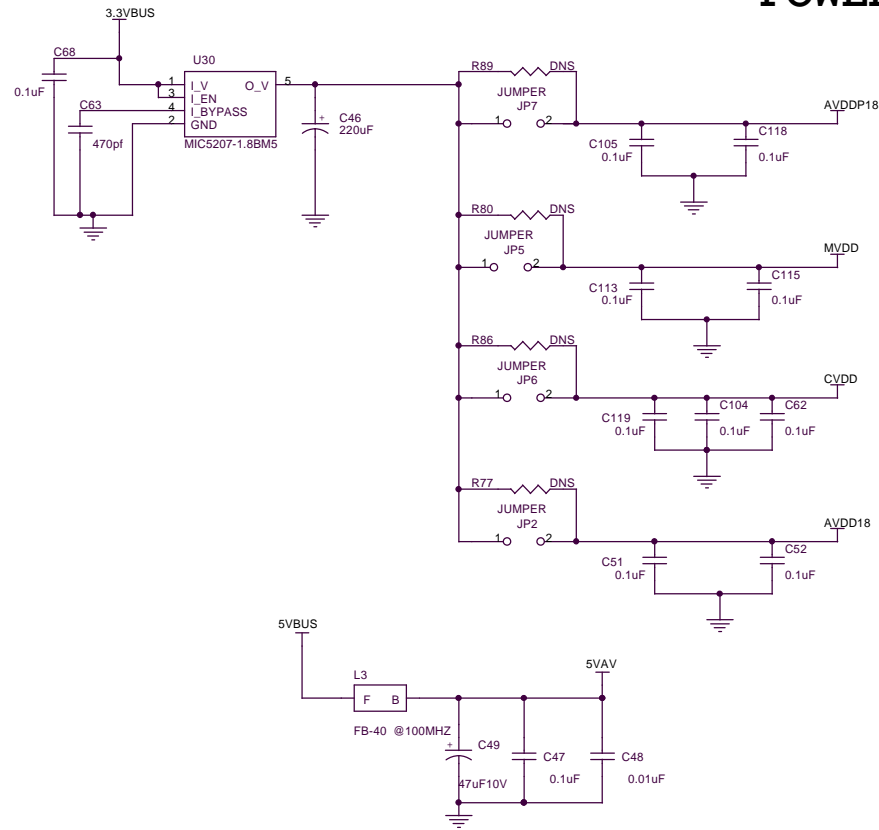 POWER
3.3VBUS
C68
0.1uF
C63
470pf
U30
1 I_V O_V 5
3 I_EN
4 I_BYPASS
2 GND
MIC5207-1.8BM5
+ C46
220uF
R89 DNS
JUMPER
JP7
1 2
AVDDP18
C105
0.1uF
C118
0.1uF
R80 DNS
JUMPER
JP5
1 2
MVDD
C113
0.1uF
C115
0.1uF
R86 DNS
JUMPER
JP6
1 2
CVDD
C119
0.1uF
C104
0.1uF
C62
0.1uF
R77 DNS
JUMPER
JP2
1 2
AVDD18
C51
0.1uF
C52
0.1uF
5VBUS
L3
F B
FB-40 @100MHZ
5VAV
+ C49
47uF10V
C47
0.1uF
C48
0.01uF